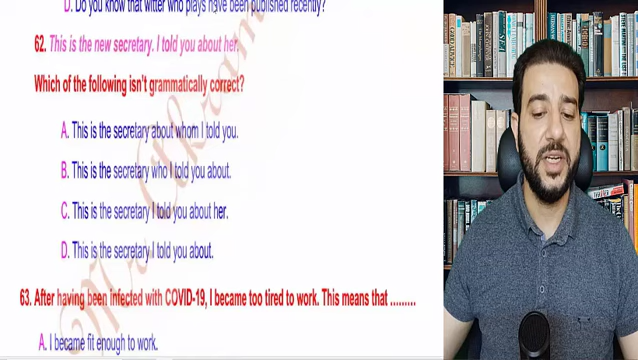 D. Do you know that witter who plays have been published recently?
62. This is the new secretary. I told you about her.
Which of the following isn't grammatically correct?
A. This is the secretary about whom I told you.
B. This is the secretary who I told you about.
C. This is the secretary I told you about her.
D. This is the secretary I told you about.
63. After having been infected with COVID-19, I became too tired to work. This means that ………
A. I became fit enough to work.